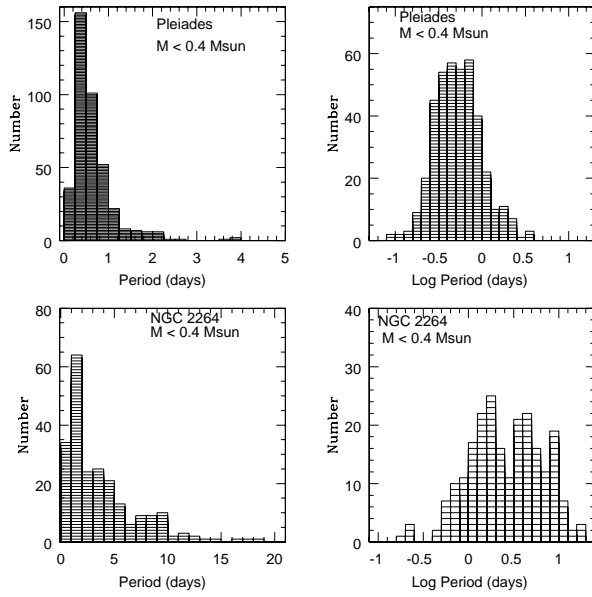 Pleiades
M < 0.4 Msun
Number
150
100
50
0
0 1 2 3 4 5
Period (days)
Pleiades
M < 0.4 Msun
Number
60
40
20
0
-1 -0.5 0 0.5 1
Log Period (days)
NGC 2264
M < 0.4 Msun
Number
80
60
40
20
0
0 5 10 15 20
Period (days)
NGC 2264
M < 0.4 Msun
Number
40
30
20
10
0
-1 -0.5 0 0.5 1
Log Period (days)